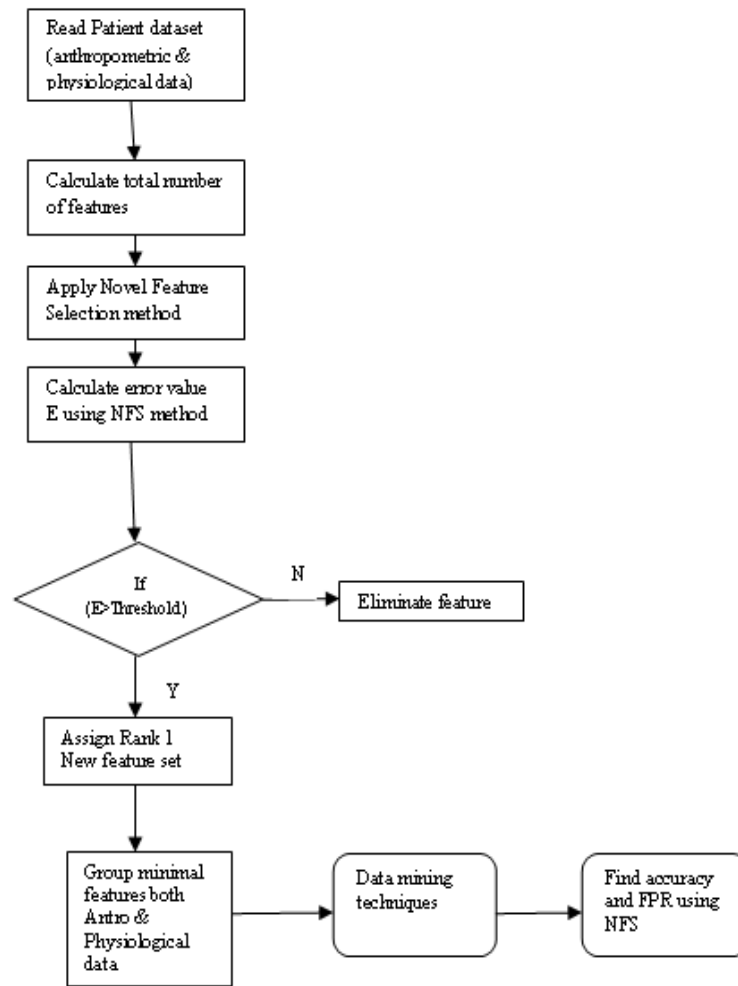 Read Patient dataset
(anthropometric &
physiological data)
Calculate total number
of features
Apply Novel Feature
Selection method
Calculate error value
E using NFS method
If
(E>Threshold)
N
Eliminate feature
Y
Assign Rank 1
New feature set
Group minimal
features both
Antro &
Physiological
data
Data mining
techniques
Find accuracy
and FPR using
NFS